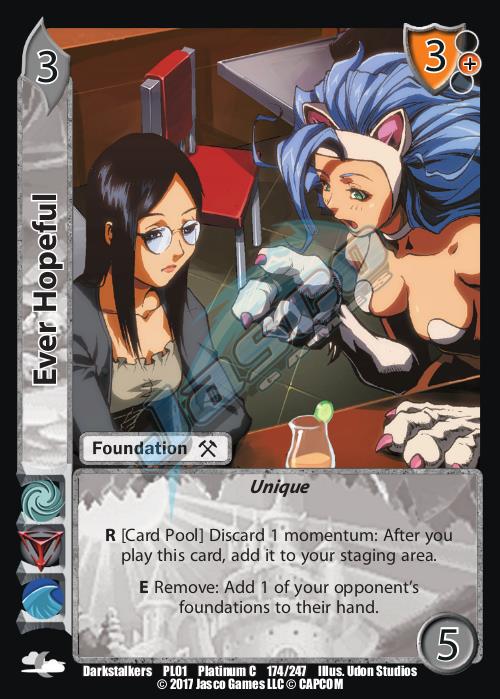 3
3
+
Ever Hopeful
Foundation
Unique
R [Card Pool] Discard 1 momentum: After you
play this card, add it to your staging area.
E Remove: Add 1 of your opponent's
foundations to their hand.
5
Darkstalkers PL01 Platinum C 174/247 Illus. Udon Studios
© 2017 Jasco Games LLC © CAPCOM